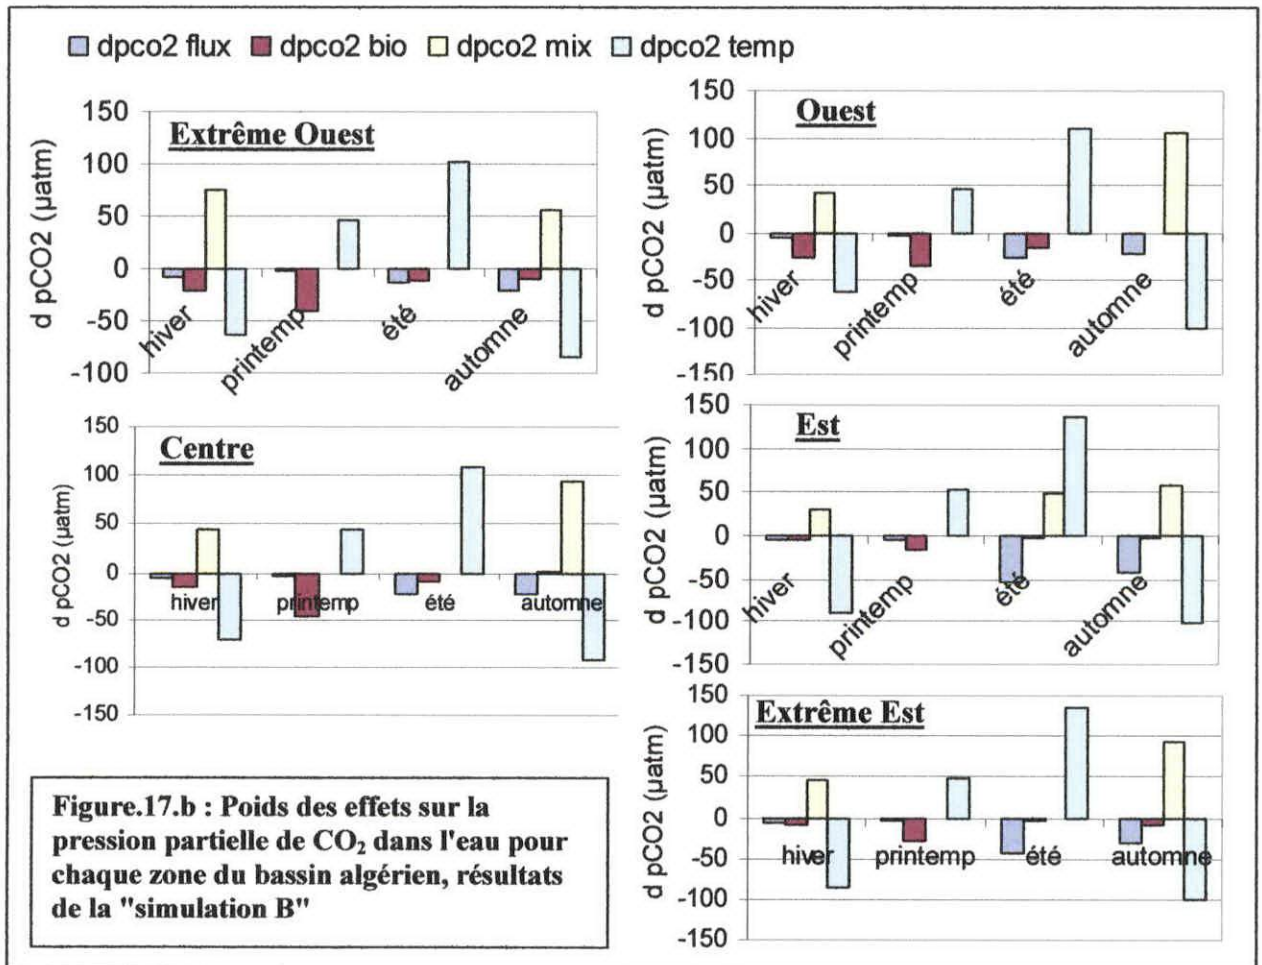 dpco2 flux dpco2 bio dpco2 mix dpco2 temp
Extrême Ouest
d pCO2 (µatm)
150
100
50
0
-50
-100
hiver printemp été automne
Ouest
d pCO2 (µatm)
150
100
50
0
-50
-100
-150
hiver printemp été automne
Centre
d pCO2 (µatm)
150
100
50
0
-50
-100
-150
hiver printemp été automne
Est
d pCO2 (µatm)
150
100
50
0
-50
-100
-150
hiver printemp été automne
Extrême Est
d pCO2 (µatm)
150
100
50
0
-50
-100
-150
hiver printemp été automne
Figure.17.b : Poids des effets sur la
pression partielle de CO₂ dans l'eau pour
chaque zone du bassin algérien, résultats
de la "simulation B"